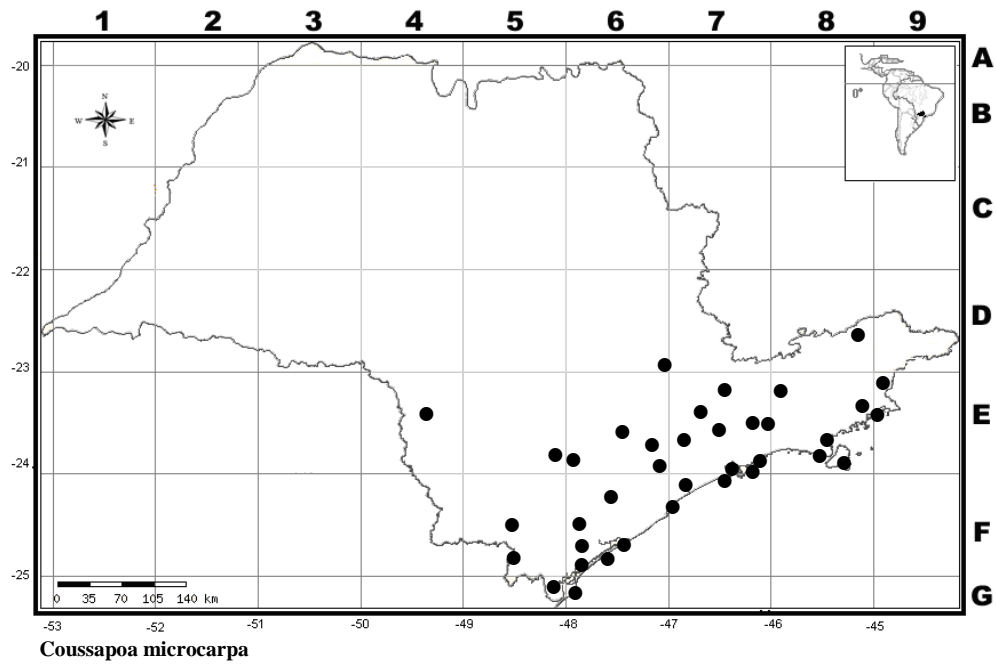 1 2 3 4 5 6 7 8 9
-20 A
N
W E
S
0°
B
-21
C
-22
D
-23
E
-24
F
-25
G
0 35 70 105 140 km
-53 -52 -51 -50 -49 -48 -47 -46 -45
Coussapoa microcarpa